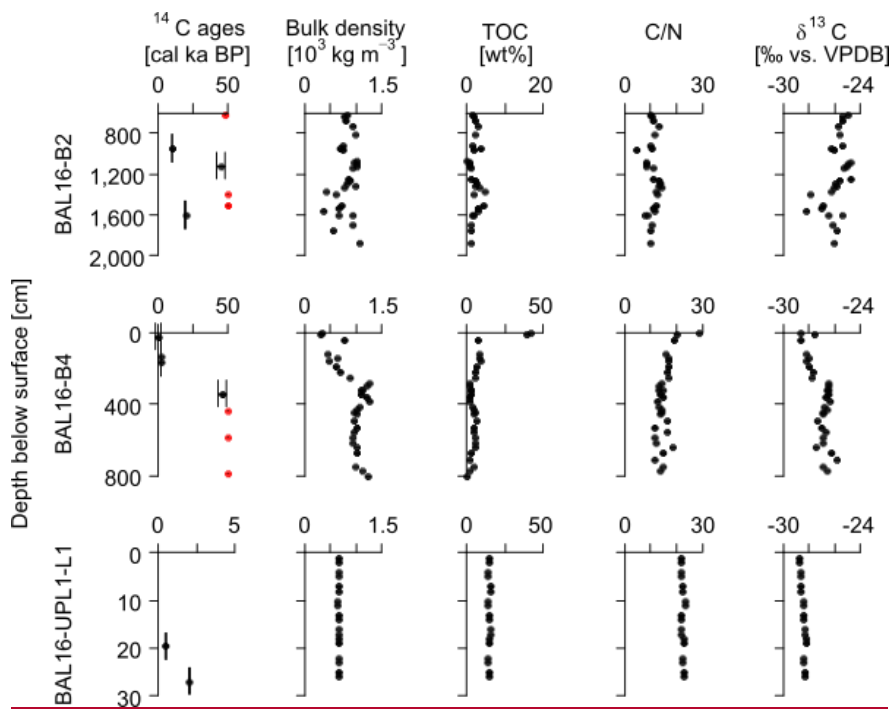 ¹⁴ C ages Bulk density TOC C/N δ¹³ C
[cal ka BP] [10³ kg m⁻³] [wt%] [‰ vs. VPDB]
0 50 0 1.5 0 20 0 30 -30 -24
800
1,200
1,600
2,000
BAL16-B2
0 50 0 1.5 0 50 0 30 -30 -24
0
400
800
BAL16-B4
Depth below surface [cm]
0 5 0 1.5 0 50 0 30 -30 -24
0
10
20
30
BAL16-UPL1-L1